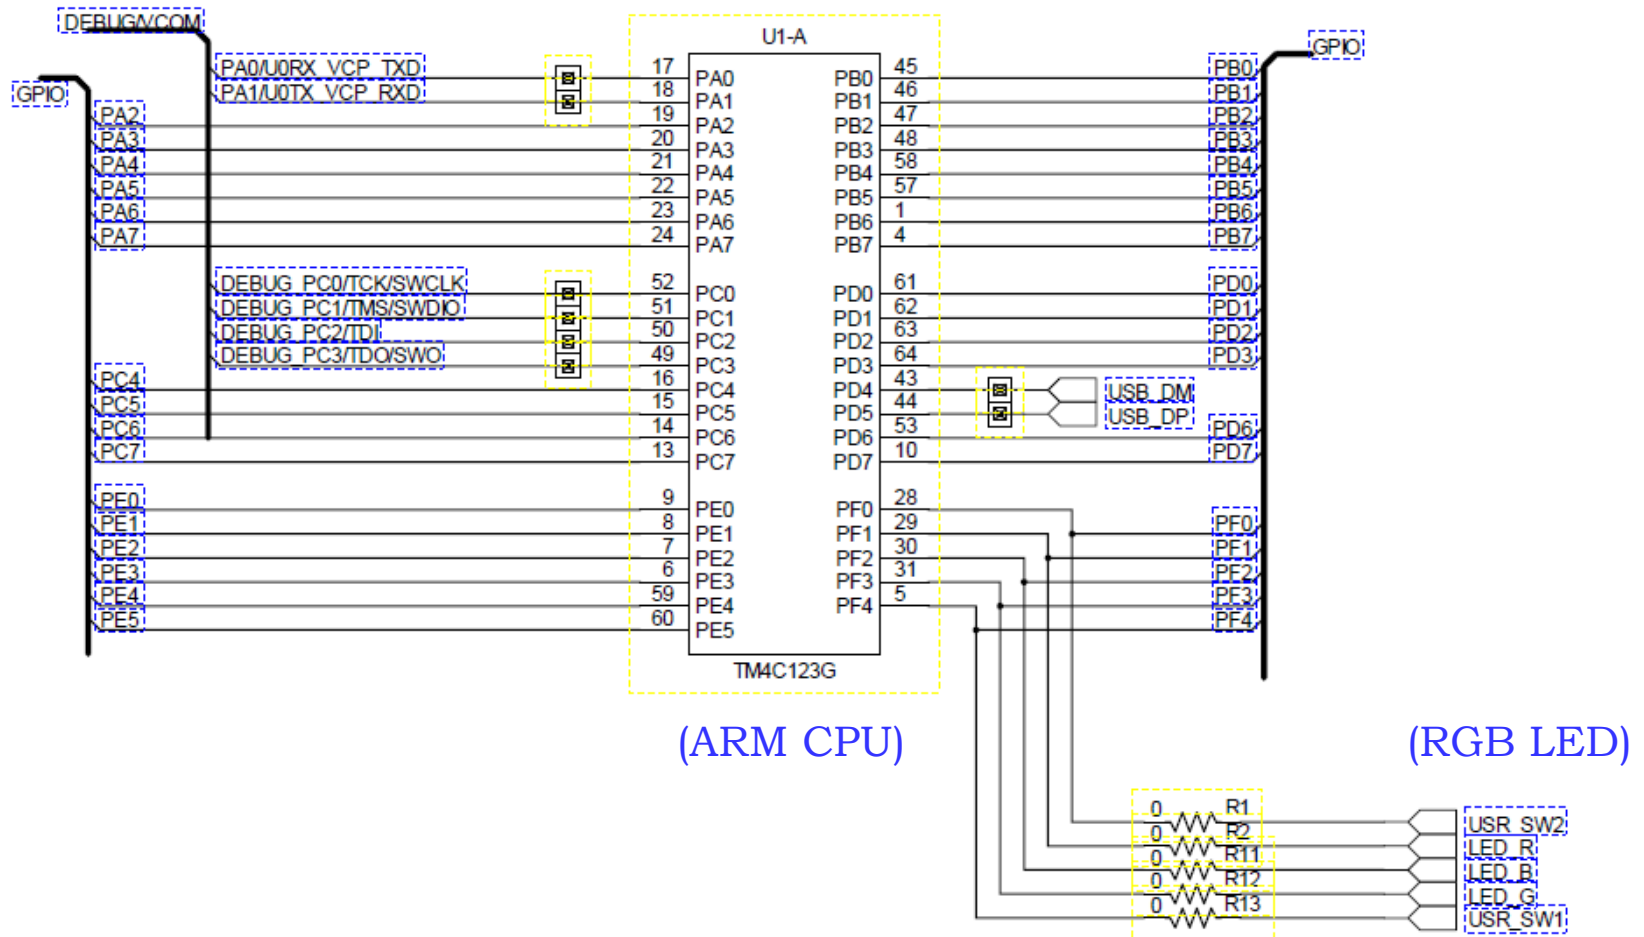 DEBUG/VCOM
U1-A
GPIO
GPIO
PA0/U0RX_VCP_TXD 17 PA0 PB0 45 PB0
PA1/U0TX_VCP_RXD 18 PA1 PB1 46 PB1
PA2 19 PA2 PB2 47 PB2
PA3 20 PA3 PB3 48 PB3
PA4 21 PA4 PB4 58 PB4
PA5 22 PA5 PB5 57 PB5
PA6 23 PA6 PB6 1 PB6
PA7 24 PA7 PB7 4 PB7
DEBUG_PC0/TCK/SWCLK 52 PC0 PD0 61 PD0
DEBUG_PC1/TMS/SWDIO 51 PC1 PD1 62 PD1
DEBUG_PC2/TDI 50 PC2 PD2 63 PD2
DEBUG_PC3/TDO/SWO 49 PC3 PD3 64 PD3
PC4 16 PC4 PD4 43 USB_DM
PC5 15 PC5 PD5 44 USB_DP
PC6 14 PC6 PD6 53 PD6
PC7 13 PC7 PD7 10 PD7
PE0 9 PE0 PF0 28 PF0
PE1 8 PE1 PF1 29 PF1
PE2 7 PE2 PF2 30 PF2
PE3 6 PE3 PF3 31 PF3
PE4 59 PE4 PF4 5 PF4
PE5 60 PE5
TM4C123G
(ARM CPU) (RGB LED)
0 R1 USR_SW2
0 R2 LED_R
0 R11 LED_B
0 R12 LED_G
0 R13 USR_SW1